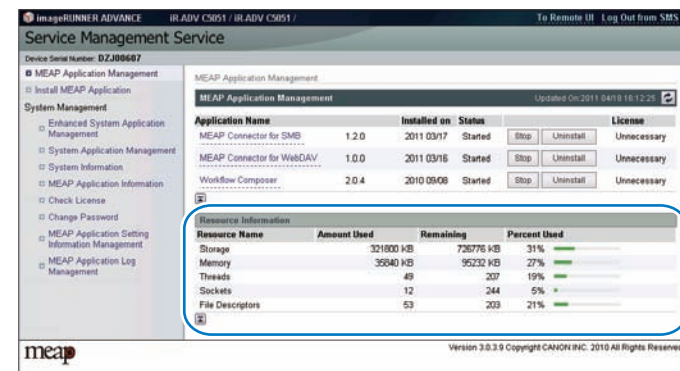 imageRUNNER ADVANCE iR-ADV C5051 / iR-ADV C5051 / To Remote UI Log Out from SMS
Service Management Service
Device Serial Number: DZJ00607
MEAP Application Management
Install MEAP Application
System Management
Enhanced System Application
Management
System Application Management
System Information
MEAP Application Information
Check License
Change Password
MEAP Application Setting
Information Management
MEAP Application Log
Management
MEAP Application Management
MEAP Application Management Updated On:2011 04/18 16:12:25
Application Name Installed on Status License
MEAP Connector for SMB 1.2.0 2011 03/17 Started Stop Uninstall Unnecessary
MEAP Connector for WebDAV 1.0.0 2011 03/16 Started Stop Uninstall Unnecessary
Workflow Composer 2.0.4 2010 09/08 Started Stop Uninstall Unnecessary
Resource Information
Resource Name Amount Used Remaining Percent Used
Storage 321800 KB 726776 KB 31%
Memory 35840 KB 95232 KB 27%
Threads 49 207 19%
Sockets 12 244 5%
File Descriptors 53 203 21%
meap
Version 3.0.3.9 Copyright CANON INC. 2010 All Rights Reserved